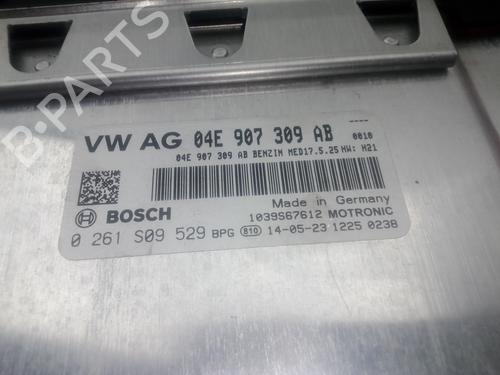 B-PARTS
----
VW AG 04E 907 309 AB 0010
04E 907 309 AB BENZIN MED17.5.25 HW: H21
Made in Germany
BOSCH 1039S67612 MOTRONIC
0 261 S09 529 BPG 810 14-05-23 1225 0238